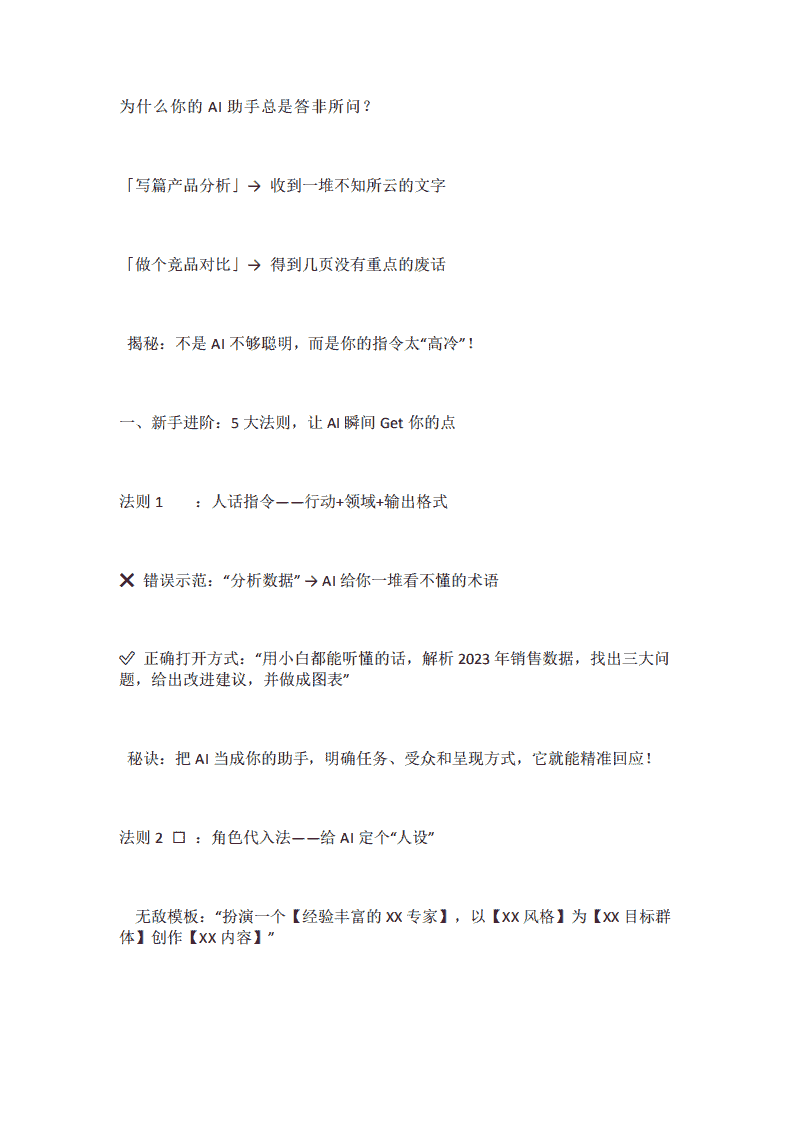 为什么你的 AI 助手总是答非所问？
「写篇产品分析」→ 收到一堆不知所云的文字
「做个竞品对比」→ 得到几页没有重点的废话
揭秘：不是 AI 不够聪明，而是你的指令太“高冷”！
一、新手进阶：5 大法则，让 AI 瞬间 Get 你的点
法则 1 ：人话指令——行动+领域+输出格式
❌ 错误示范：“分析数据” → AI 给你一堆看不懂的术语
✅ 正确打开方式：“用小白都能听懂的话，解析 2023 年销售数据，找出三大问
题，给出改进建议，并做成图表”
秘诀：把 AI 当成你的助手，明确任务、受众和呈现方式，它就能精准回应！
法则 2 □ ：角色代入法——给 AI 定个“人设”
无敌模板：“扮演一个【经验丰富的 XX 专家】，以【XX 风格】为【XX 目标群
体】创作【XX 内容】”